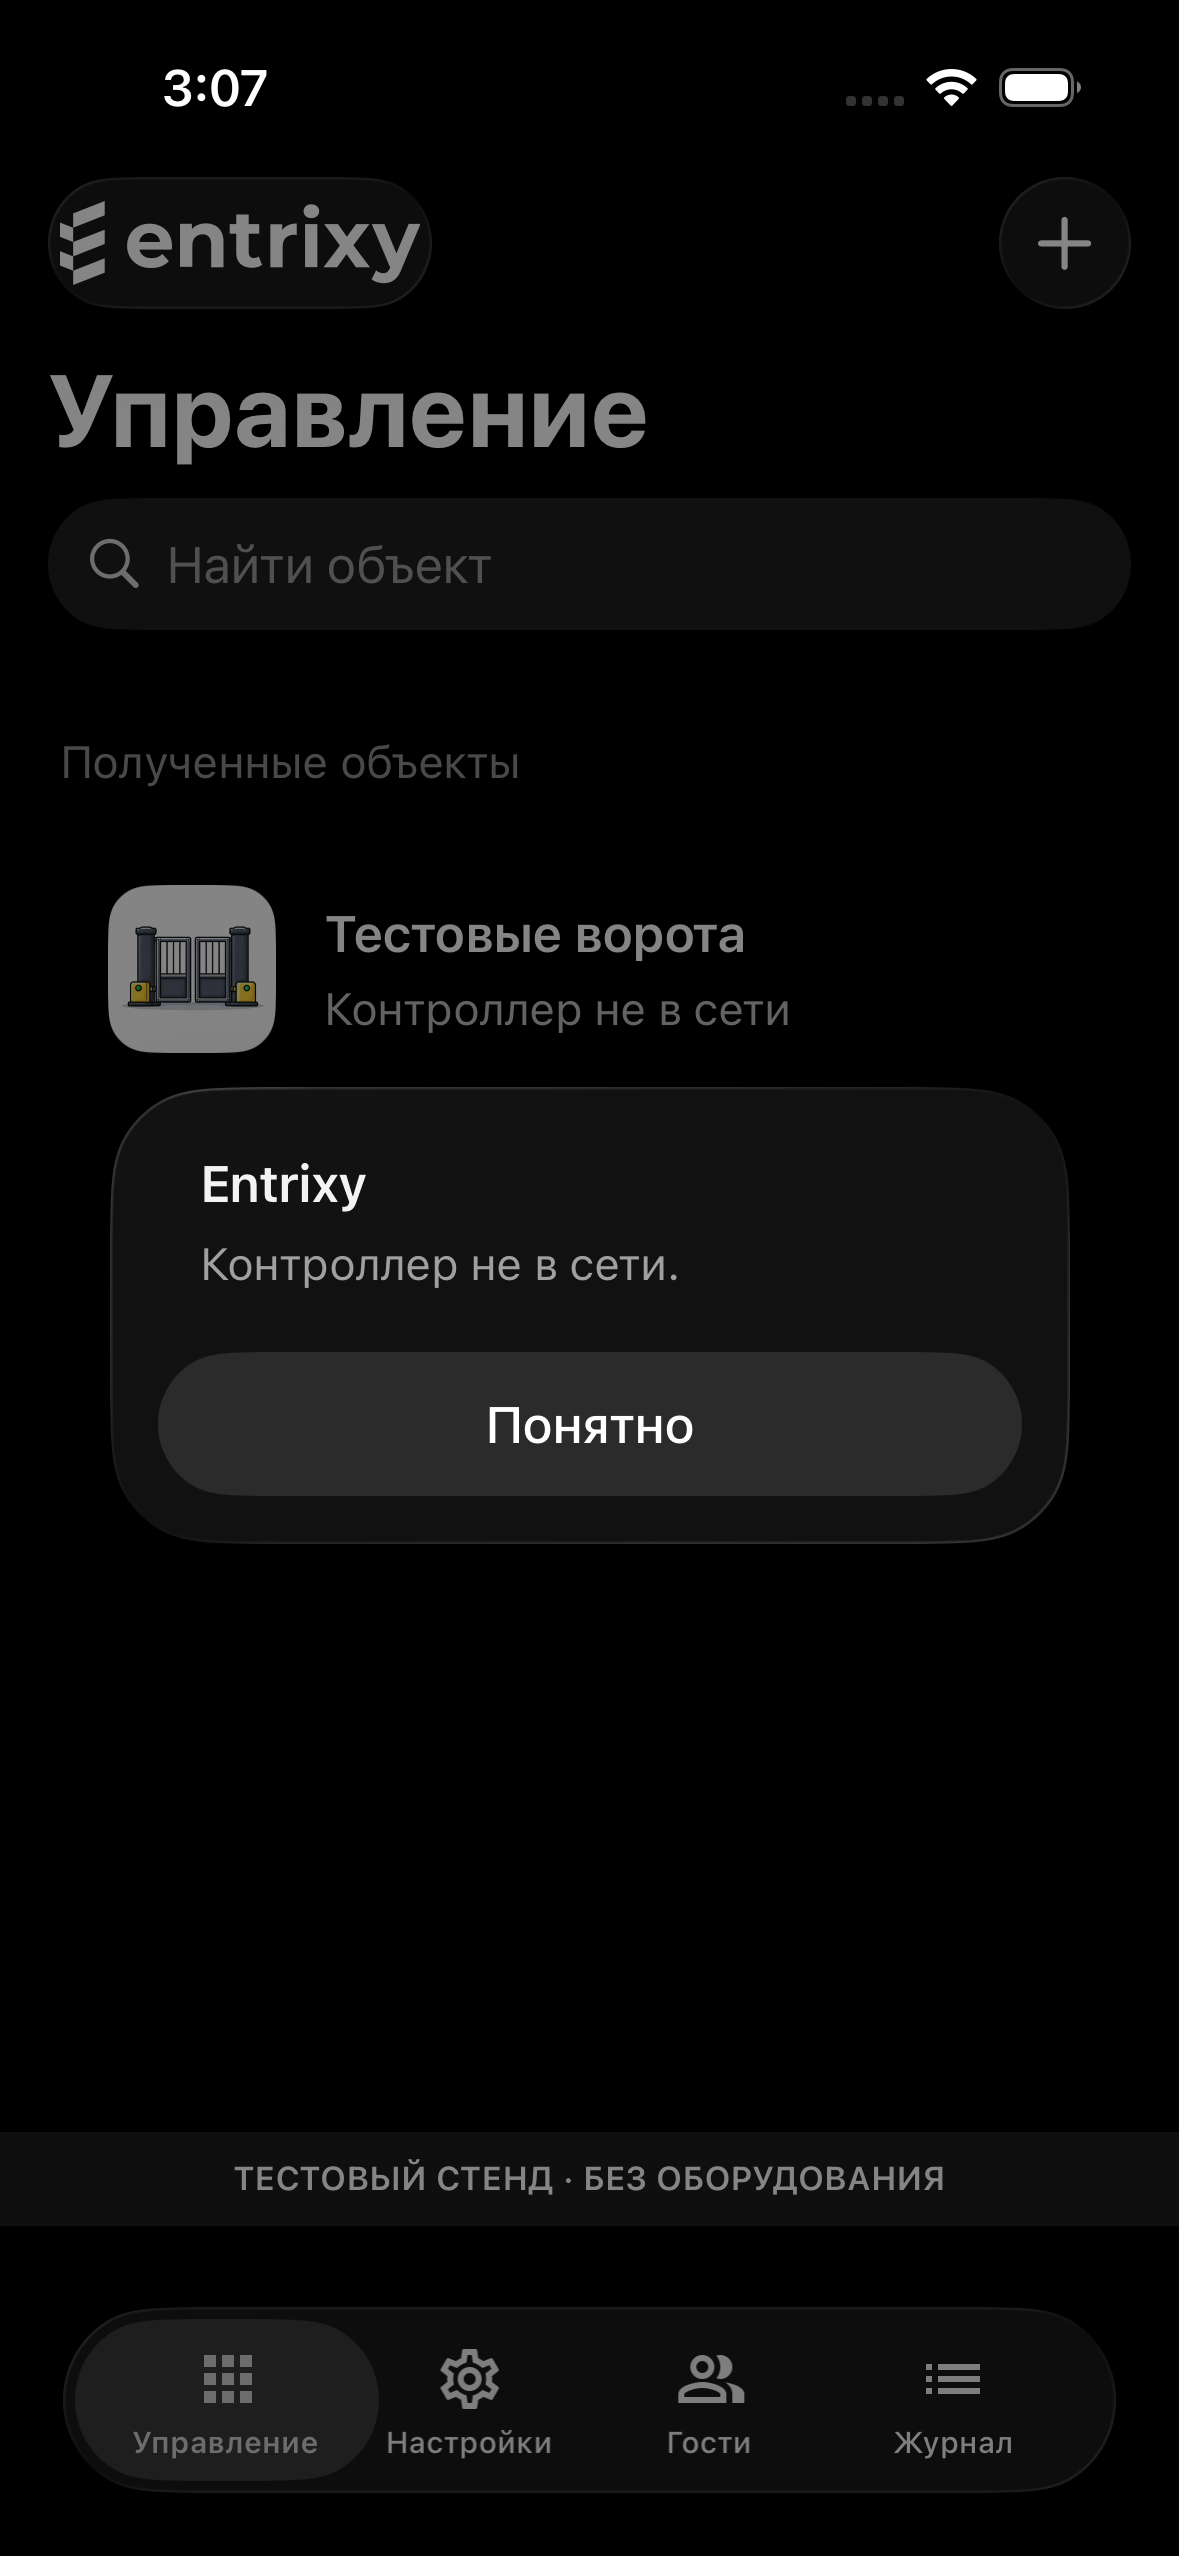 3:07
entrixy
Управление
Найти объект
Полученные объекты
Тестовые ворота
Контроллер не в сети
Entrixy
Контроллер не в сети.
Понятно
ТЕСТОВЫЙ СТЕНД · БЕЗ ОБОРУДОВАНИЯ
Управление
Настройки
Гости
Журнал